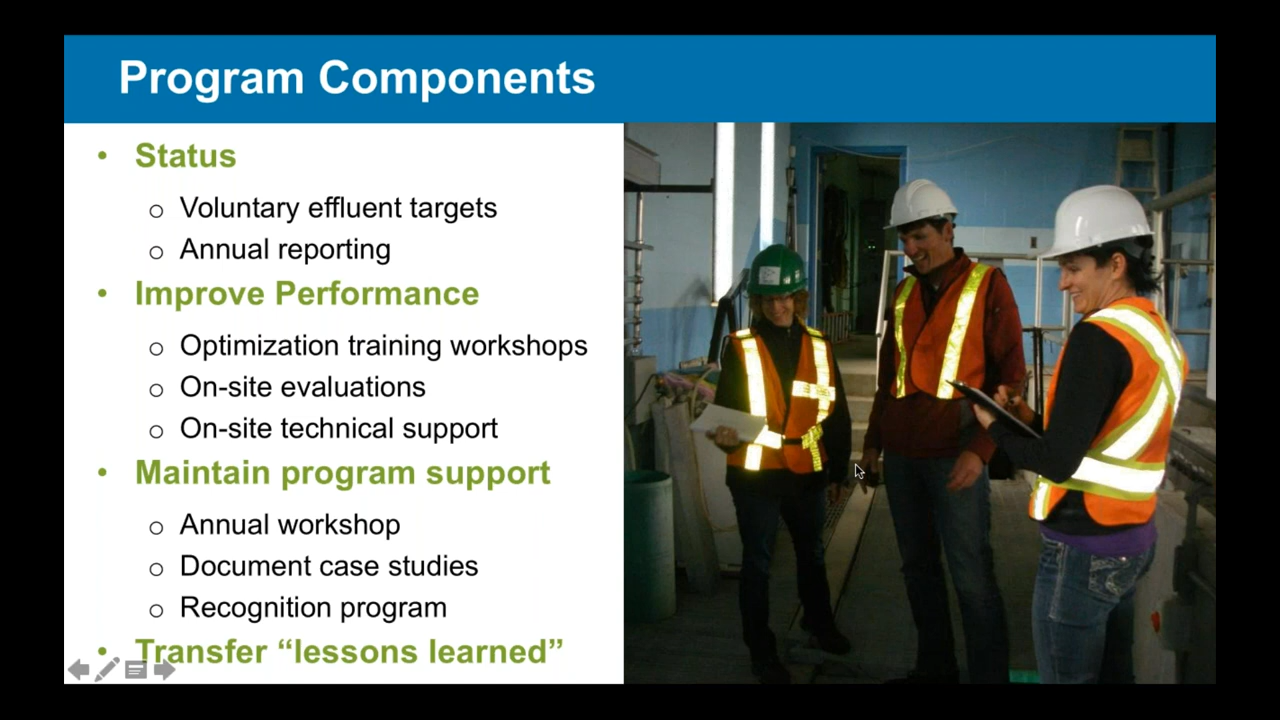 Program Components
• Status
o Voluntary effluent targets
o Annual reporting
• Improve Performance
o Optimization training workshops
o On-site evaluations
o On-site technical support
• Maintain program support
o Annual workshop
o Document case studies
o Recognition program
• Transfer “lessons learned”